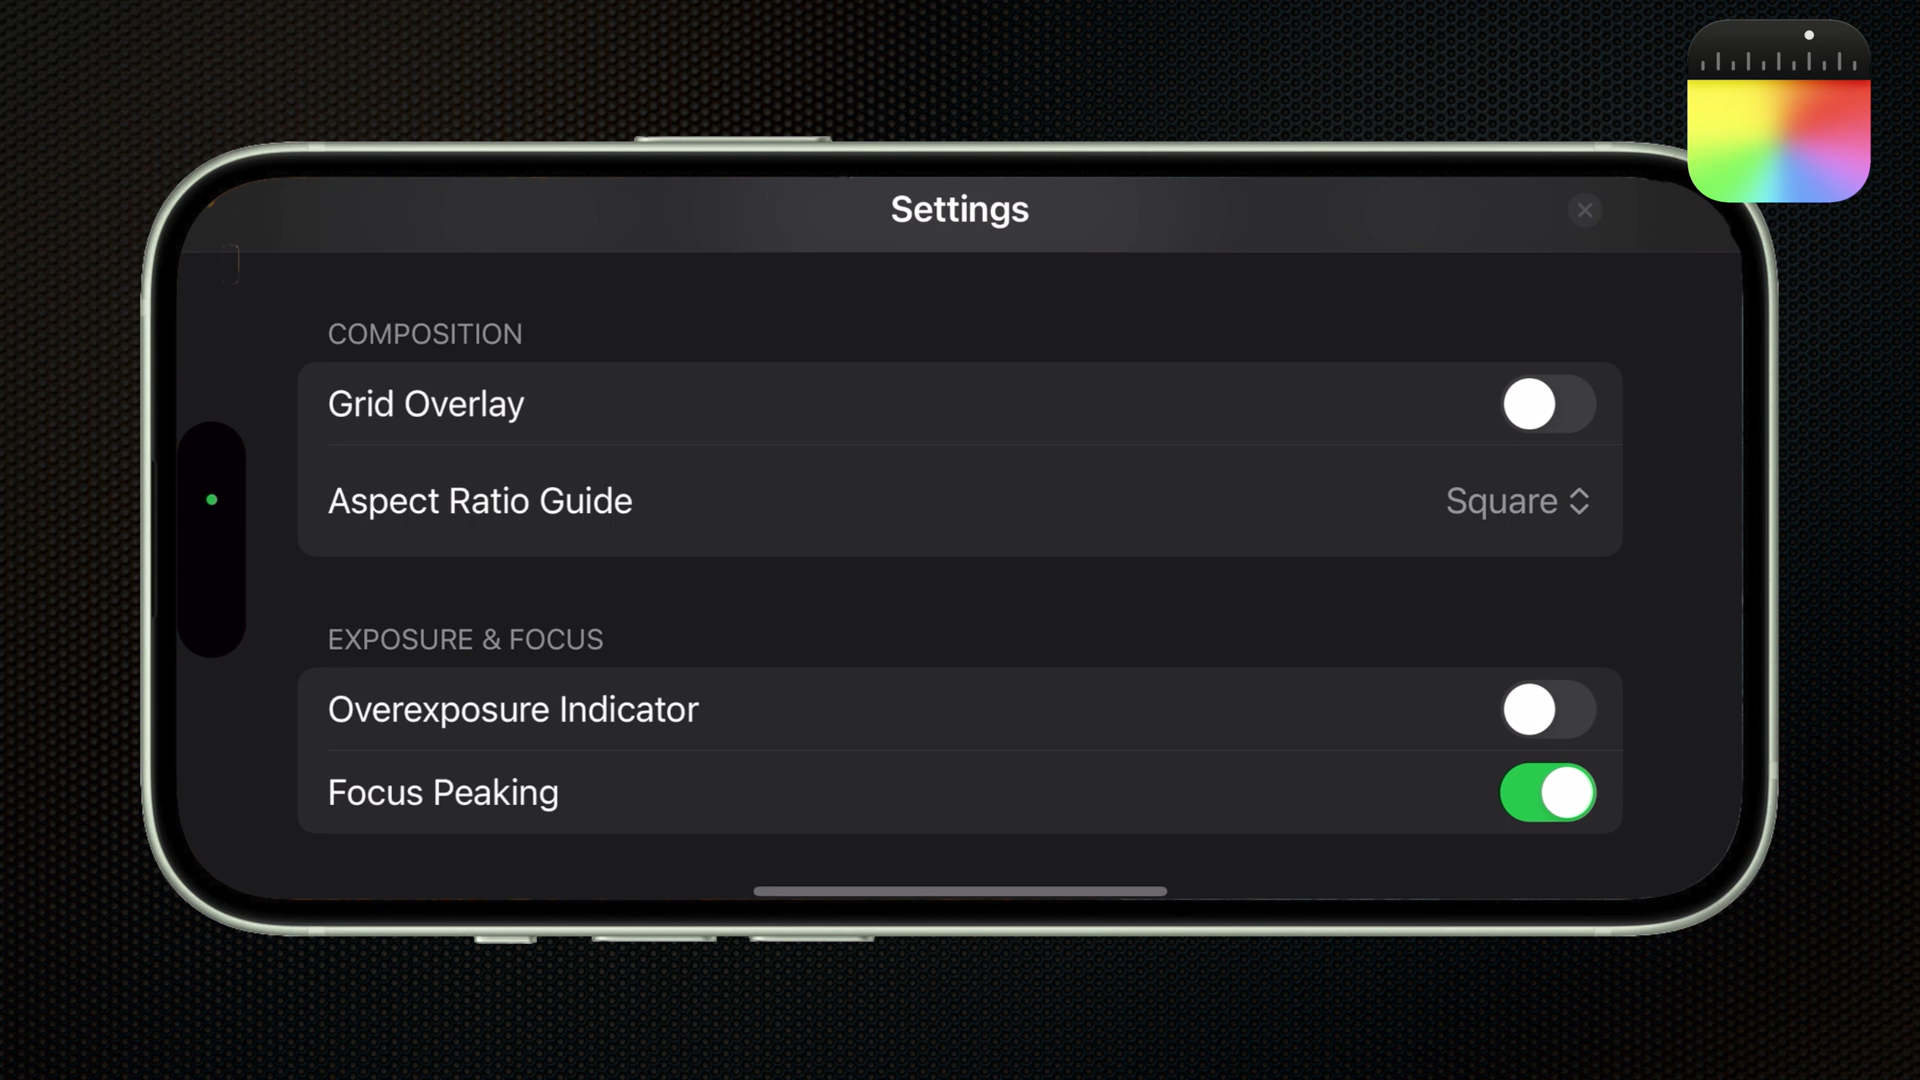 Settings
COMPOSITION
Grid Overlay
Aspect Ratio Guide
Square
EXPOSURE & FOCUS
Overexposure Indicator
Focus Peaking